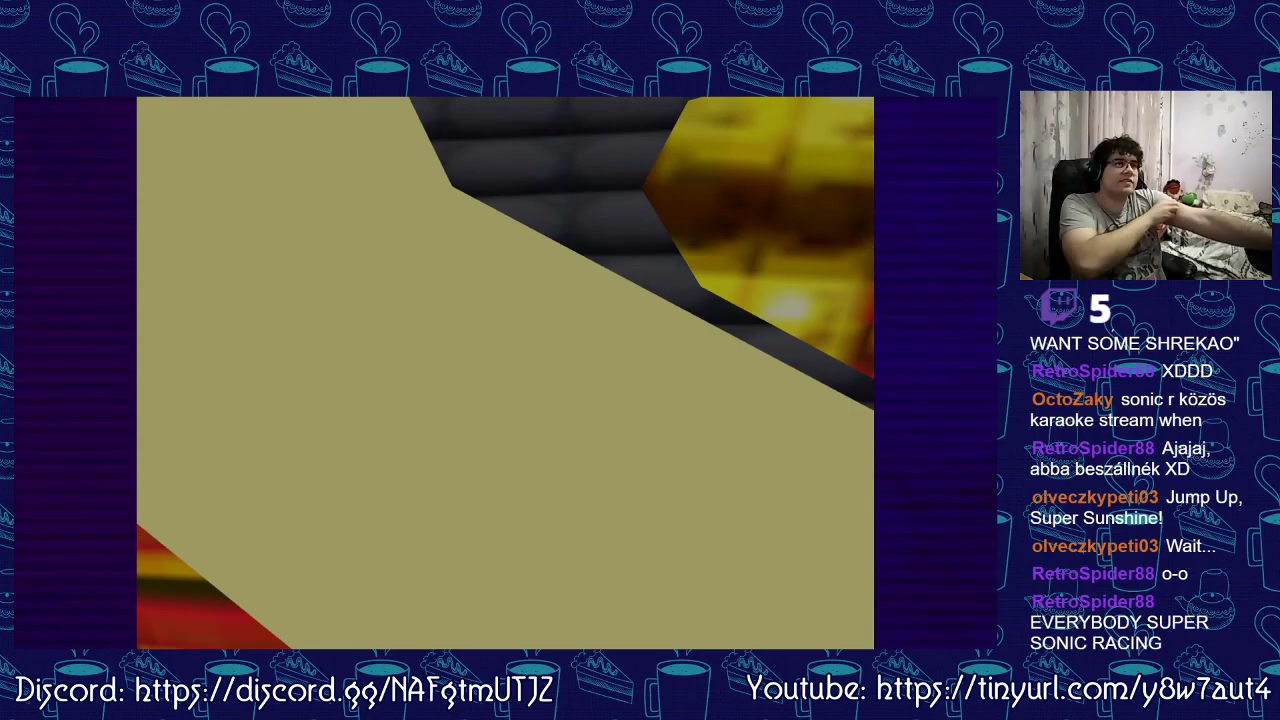 5
WANT SOME SHREKAO"
RetroSpider88 XDDD
OctoZaky sonic r közös
karaoke stream when
RetroSpider88 Ajajaj,
abba beszállnék XD
olveczkypeti03 Jump Up,
Super Sunshine!
olveczkypeti03 Wait...
RetroSpider88 o-o
RetroSpider88
EVERYBODY SUPER
SONIC RACING
Discord: https://discord.gg/NAFgtmUTJZ
Youtube: https://tinyurl.com/y8w7aut4